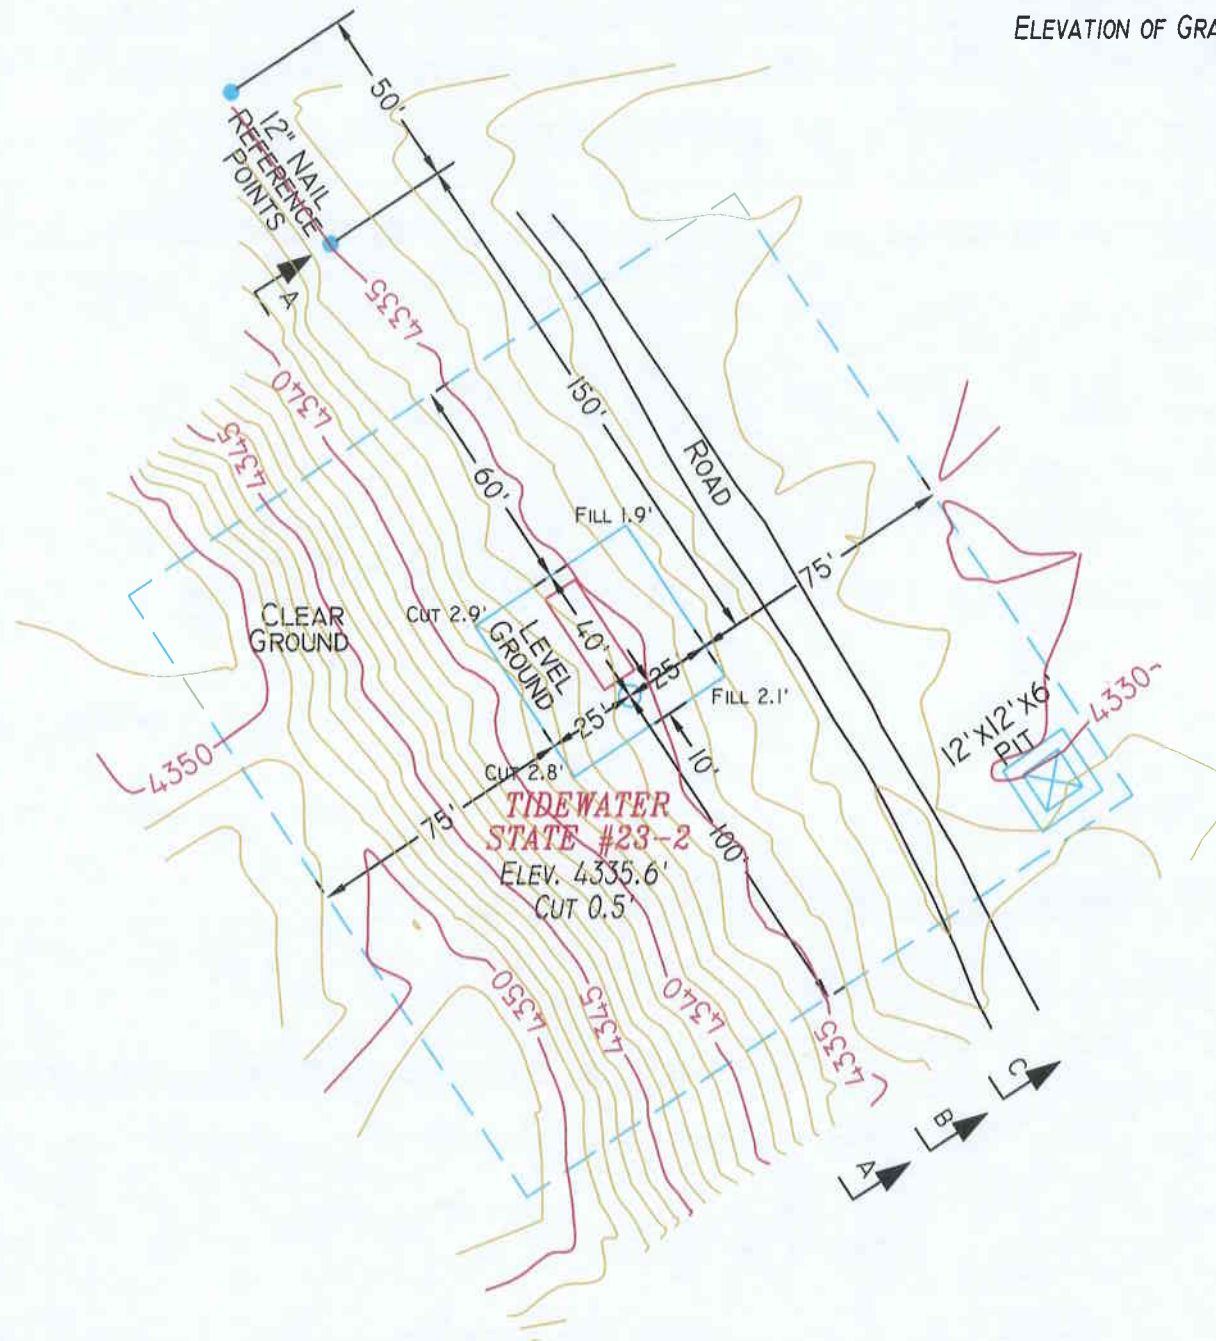 ELEVATION OF GRA
50'
12" NAIL
REFERENCE
POINTS
A
4335
4340
150'
4345
ROAD
60'
FILL 1.9'
75'
CLEAR
GROUND
CUT 2.9'
LEVEL
GROUND
40'
25'
FILL 2.1'
25'
4330
12'X12'X6'
PIT
4350
10'
CUT 2.8'
75'
TIDEWATER
STATE #23-2
100'
ELEV. 4335.6'
CUT 0.5'
4350
4345
4340
4335
C
B
A